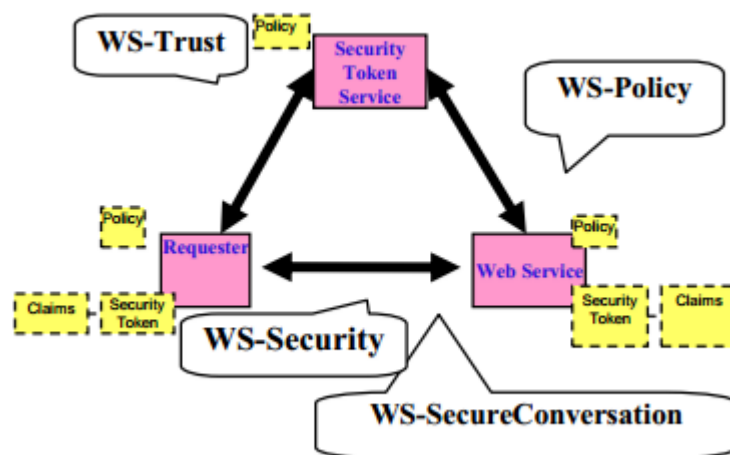 WS-Trust
Policy
Security
Token
Service
WS-Policy
Policy
Requester
Claims
Security
Token
Policy
Web Service
Security
Token
Claims
WS-Security
WS-SecureConversation